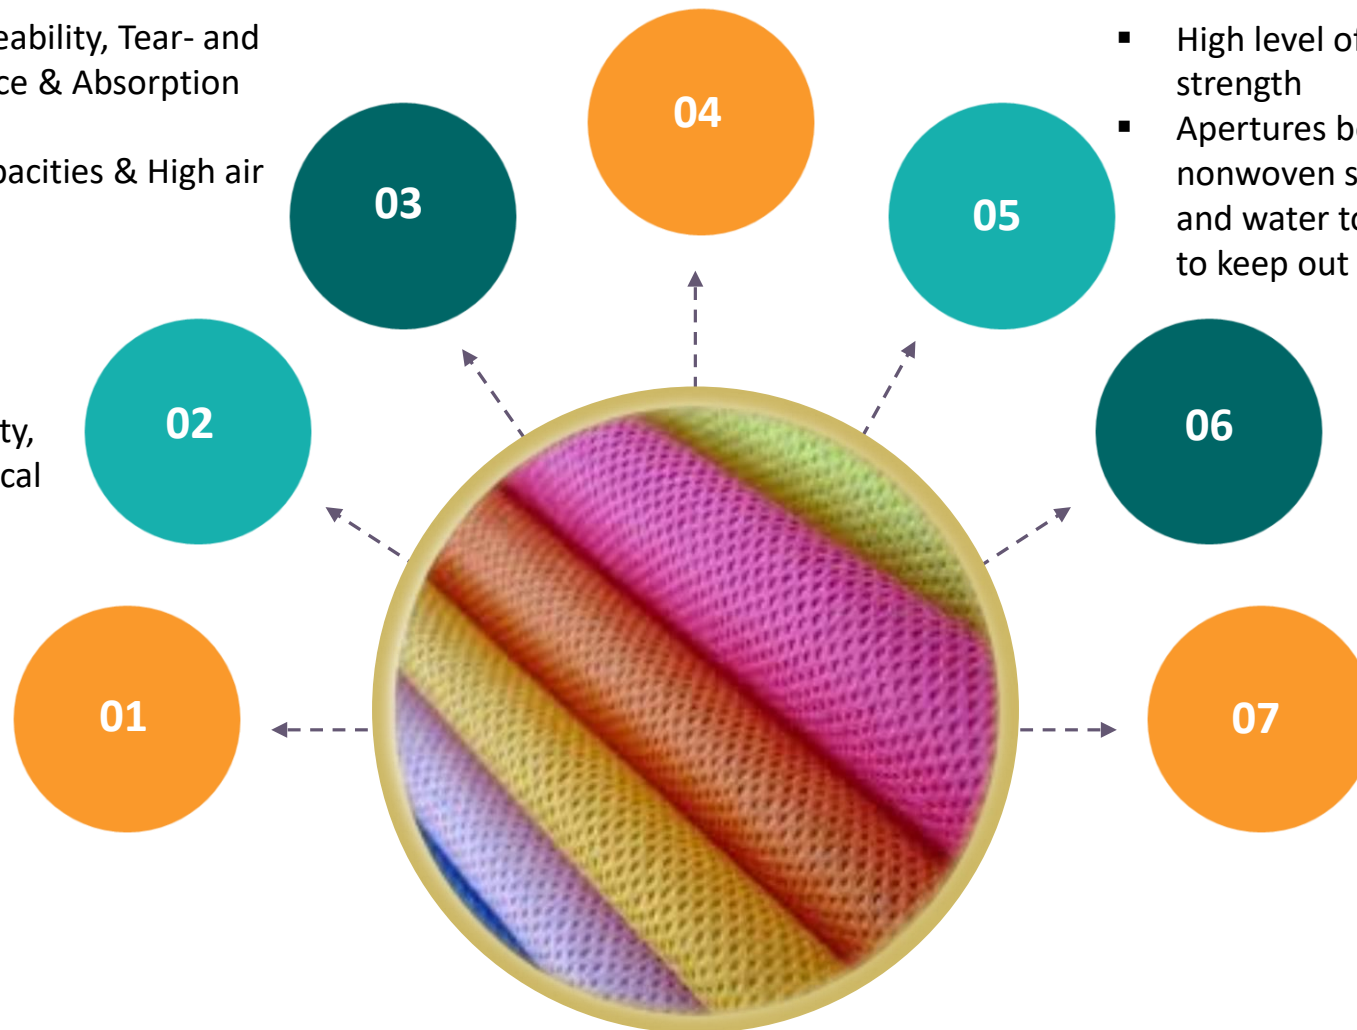 eability, Tear- and
ce & Absorption
pacities & High air
04
High level of
strength
Apertures be
nonwoven s
and water to
to keep out
03
05
02
06
ty,
cal
01
07